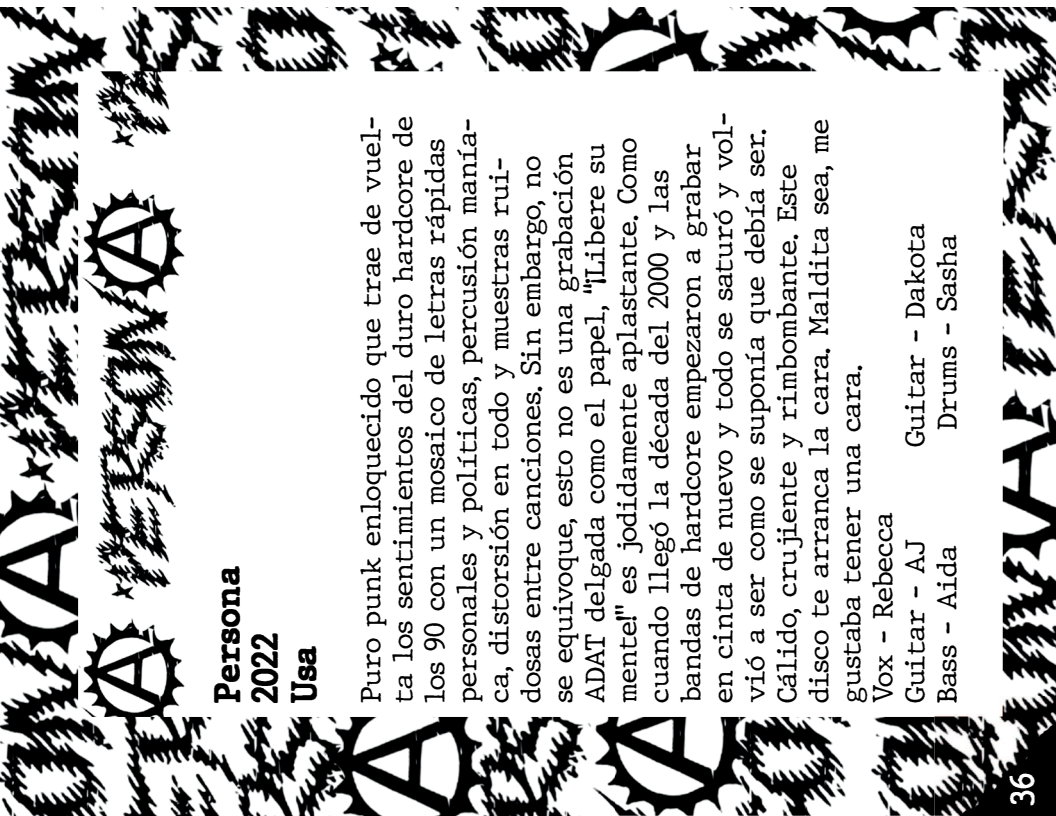 PERSONA
Persona
2022
Usa
Puro punk enloquecido que trae de vuel-
ta los sentimientos del duro hardcore de
los 90 con un mosaico de letras rápidas
personales y políticas, percusión manía-
ca, distorsión en todo y muestras rui-
dosas entre canciones. Sin embargo, no
se equivoque, esto no es una grabación
ADAT delgada como el papel, "¡Libere su
mente!" es jodidamente aplastante. Como
cuando llegó la década del 2000 y las
bandas de hardcore empezaron a grabar
en cinta de nuevo y todo se saturó y vol-
vió a ser como se suponía que debía ser.
Cálido, crujiente y rimbombante. Este
disco te arranca la cara. Maldita sea, me
gustaba tener una cara.
Vox - Rebecca
Guitar - AJ Guitar - Dakota
Bass - Aida Drums - Sasha
36